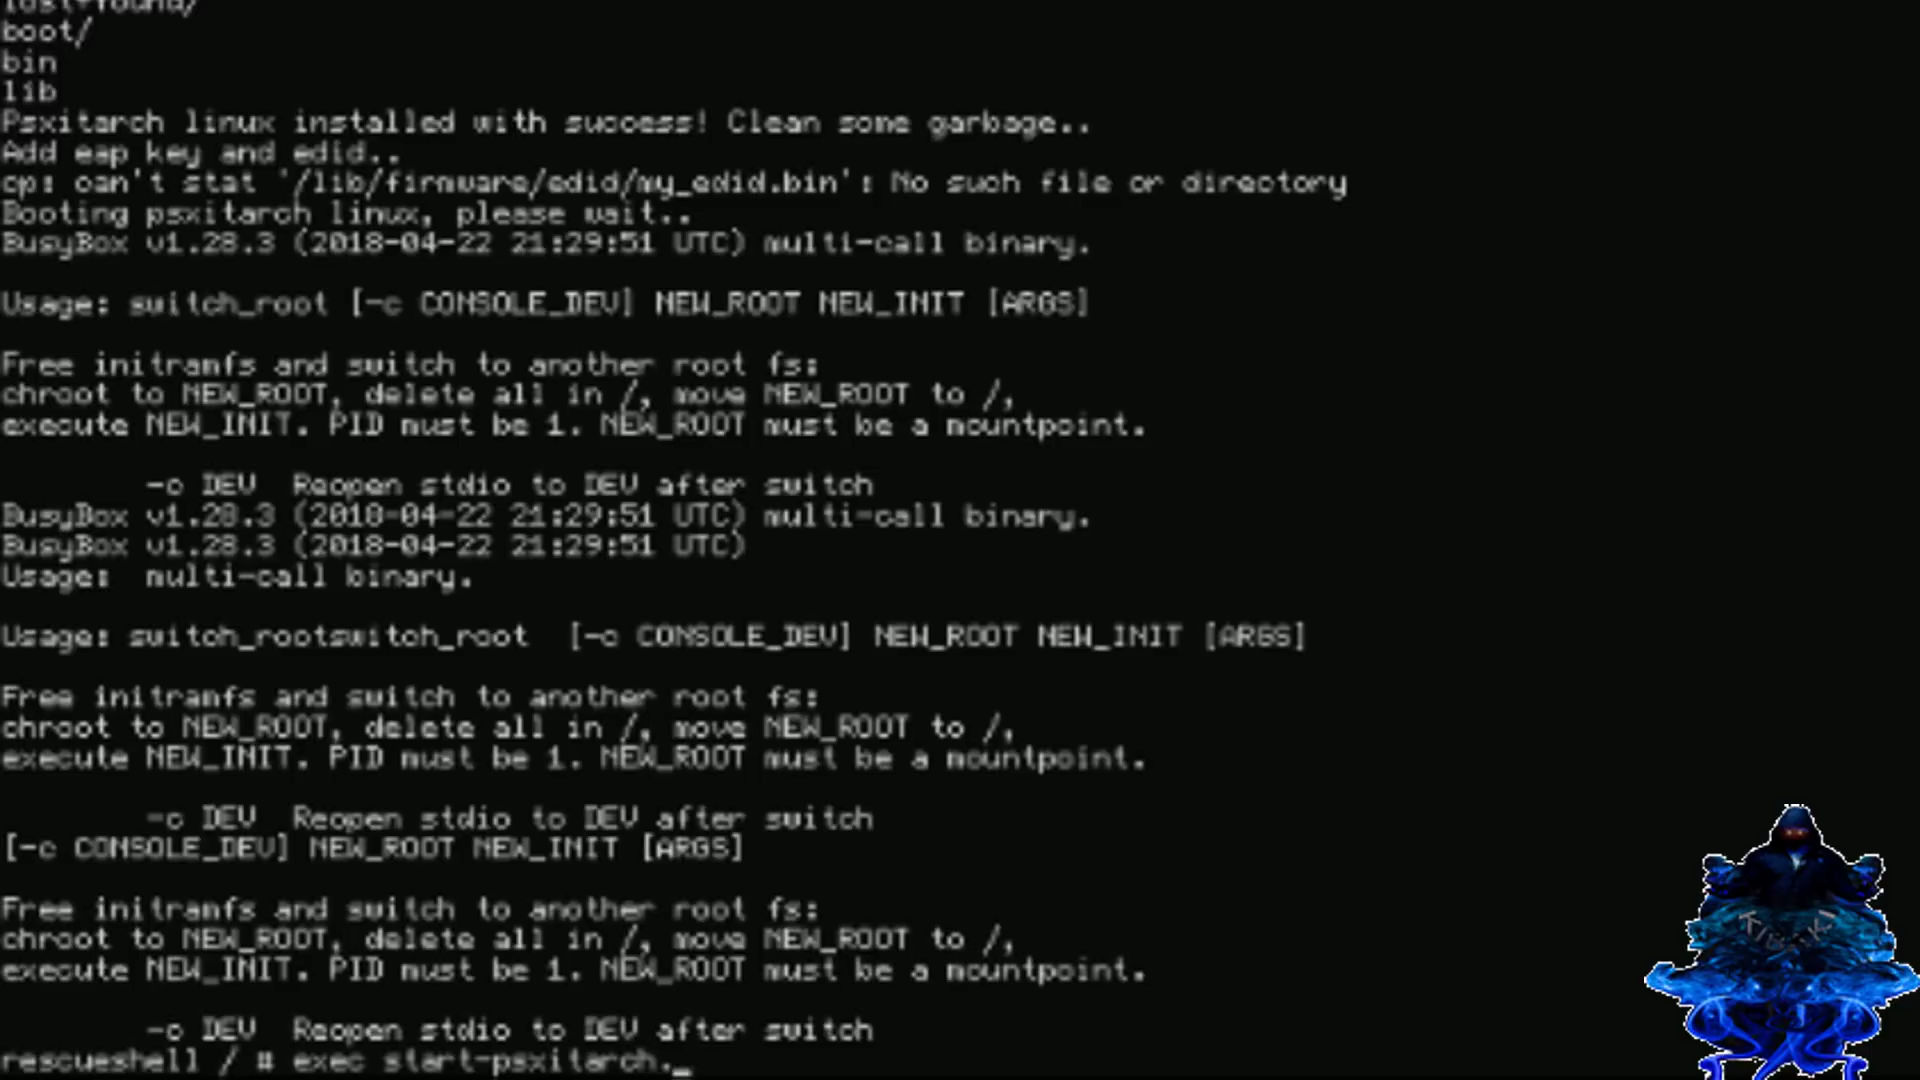 lost+found/
boot/
bin
lib
Psxitarch linux installed with success! Clean some garbage..
Add eap key and edid..
cp: can't stat '/lib/firmware/edid/my_edid.bin': No such file or directory
Booting psxitarch linux, please wait..
BusyBox v1.28.3 (2018-04-22 21:29:51 UTC) multi-call binary.
Usage: switch_root [-c CONSOLE_DEV] NEW_ROOT NEW_INIT [ARGS]
Free initramfs and switch to another root fs:
chroot to NEW_ROOT, delete all in /, move NEW_ROOT to /,
execute NEW_INIT. PID must be 1. NEW_ROOT must be a mountpoint.
-c DEV  Reopen stdio to DEV after switch
BusyBox v1.28.3 (2018-04-22 21:29:51 UTC) multi-call binary.
BusyBox v1.28.3 (2018-04-22 21:29:51 UTC)
Usage:  multi-call binary.
Usage: switch_rootswitch_root  [-c CONSOLE_DEV] NEW_ROOT NEW_INIT [ARGS]
Free initramfs and switch to another root fs:
chroot to NEW_ROOT, delete all in /, move NEW_ROOT to /,
execute NEW_INIT. PID must be 1. NEW_ROOT must be a mountpoint.
-c DEV  Reopen stdio to DEV after switch
[-c CONSOLE_DEV] NEW_ROOT NEW_INIT [ARGS]
Free initramfs and switch to another root fs:
chroot to NEW_ROOT, delete all in /, move NEW_ROOT to /,
execute NEW_INIT. PID must be 1. NEW_ROOT must be a mountpoint.
-c DEV  Reopen stdio to DEV after switch
rescueshell / # exec start-psxitarch._